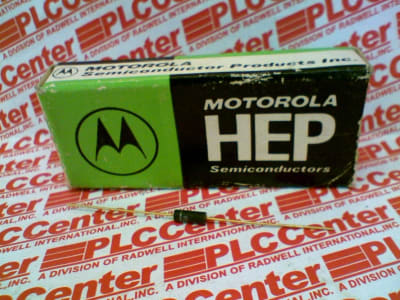 MOTOROLA
Semiconductor Products Inc.
MOTOROLA
HEP
Semiconductors
PLCCenter
A DIVISION OF RADWELL INTERNATIONAL, INC.